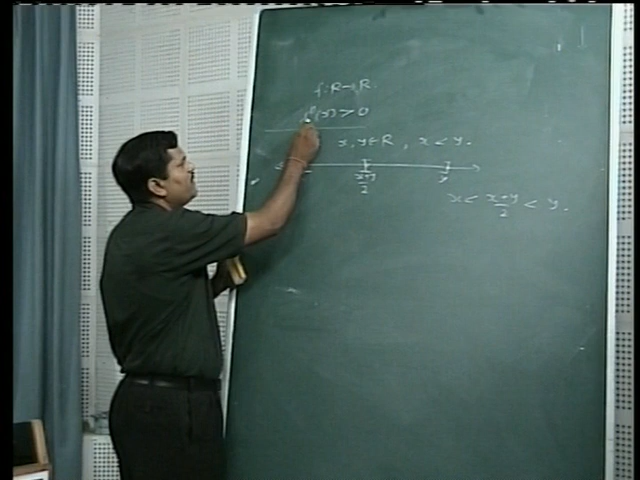 f: R → R.
(x) > 0
x, y ∈ R, x < y.
x+y/2 y
x < x+y/2 < y.